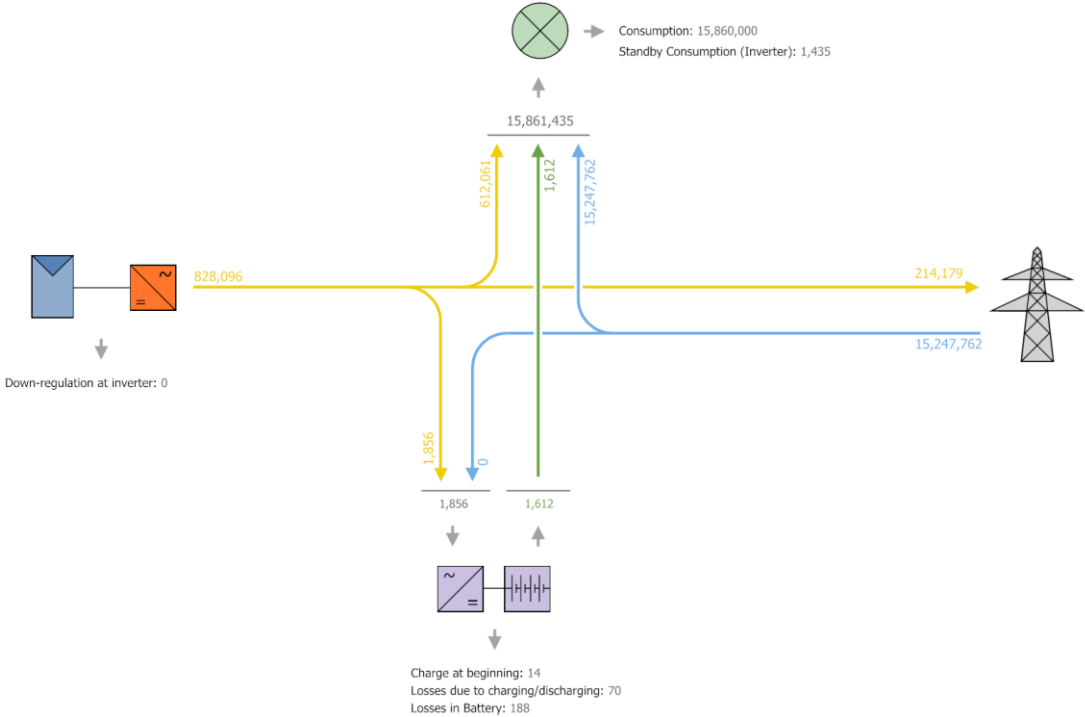 Consumption: 15,860,000
Standby Consumption (Inverter): 1,435
15,861,435
612,061
1,612
15,247,762
828,096
214,179
15,247,762
Down-regulation at inverter: 0
1,856
0
1,856
1,612
Charge at beginning: 14
Losses due to charging/discharging: 70
Losses in Battery: 188